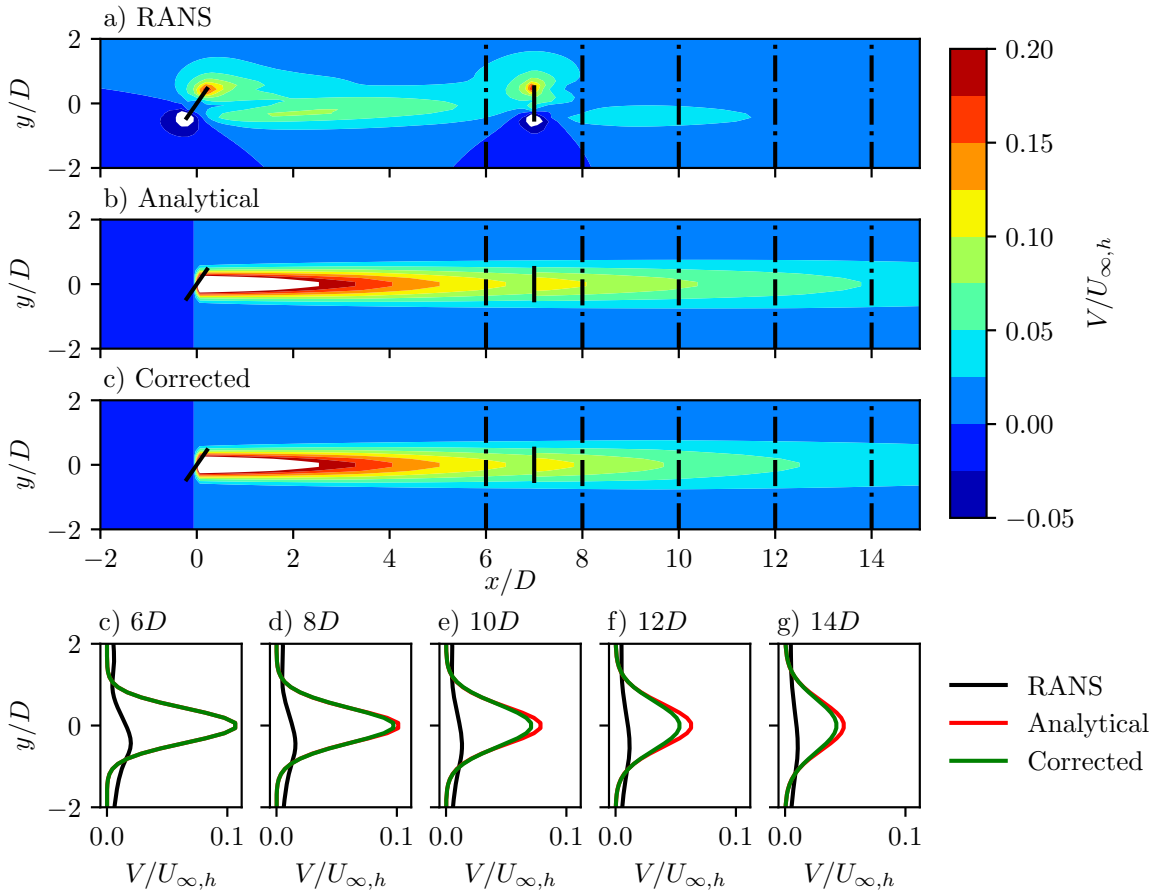 a) RANS
2
0
−2
y/D
b) Analytical
2
0
−2
y/D
c) Corrected
2
0
−2
y/D
−2 0 2 4 6 8 10 12 14
x/D
0.20
0.15
0.10
0.05
0.00
−0.05
V/U∞,h
c) 6D d) 8D e) 10D f) 12D g) 14D
2
0
−2
y/D
0.0 0.1 0.0 0.1 0.0 0.1 0.0 0.1 0.0 0.1
V/U∞,h V/U∞,h V/U∞,h V/U∞,h V/U∞,h
RANS
Analytical
Corrected